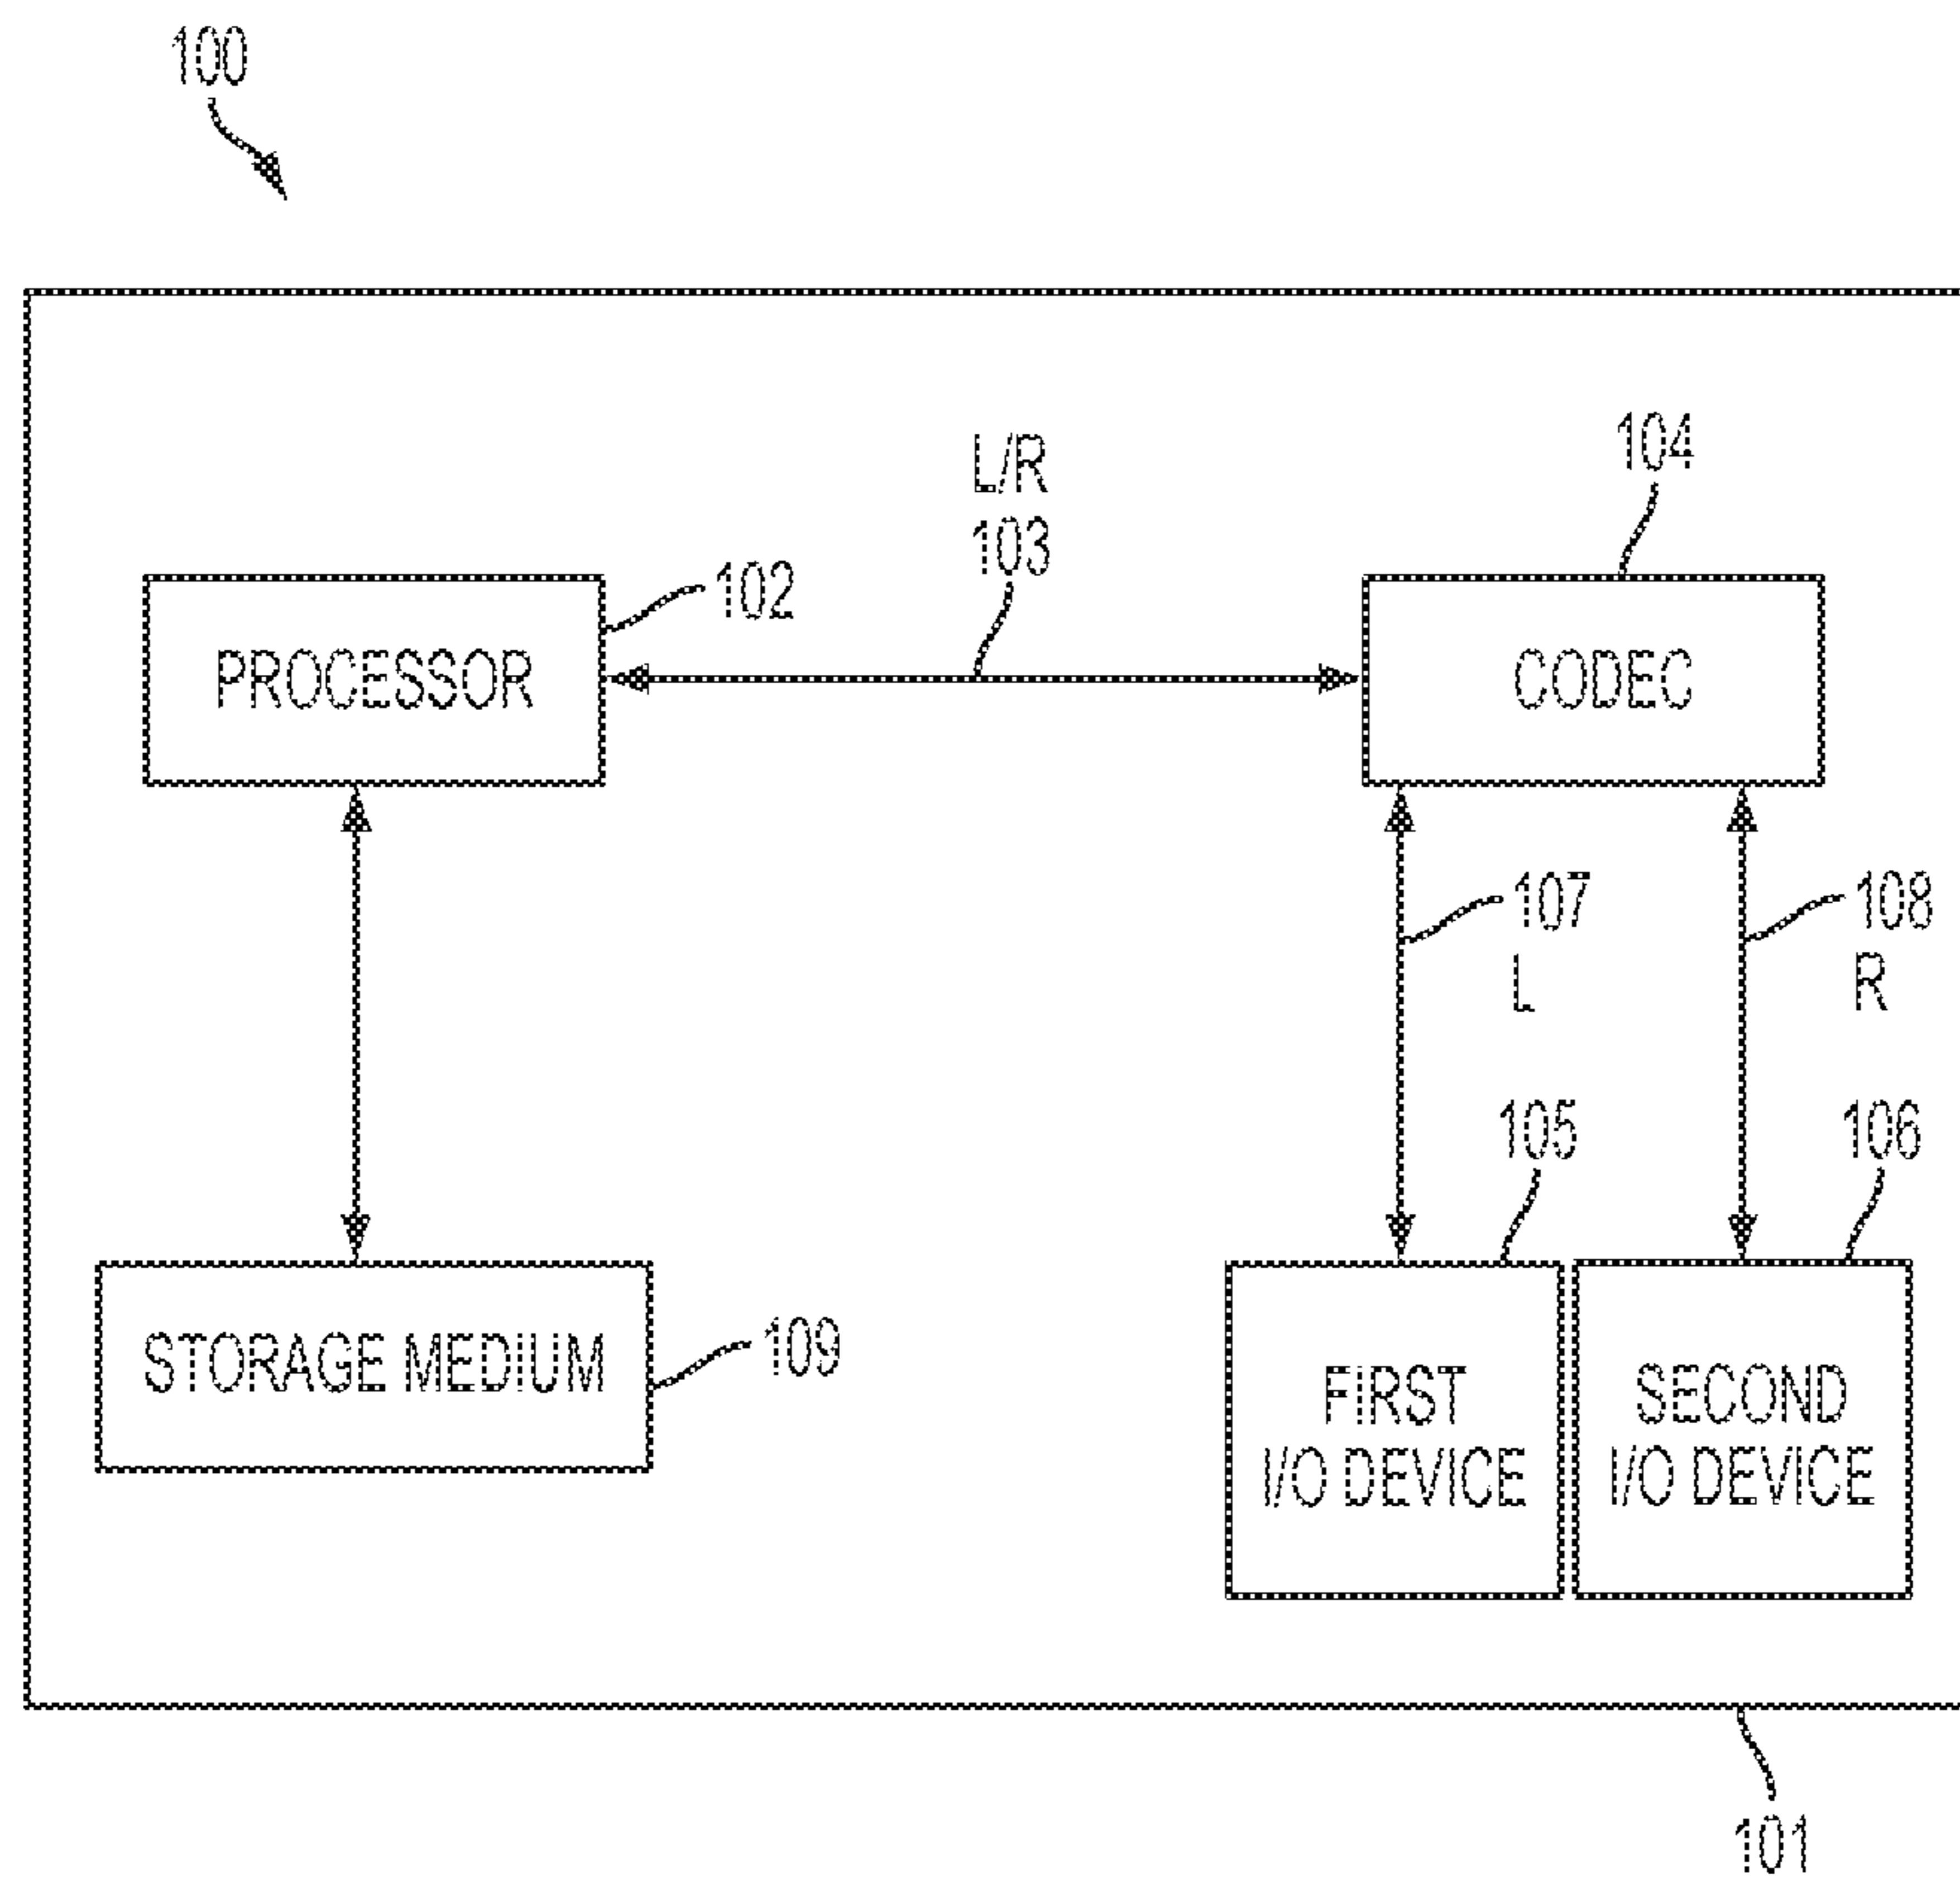 100
L/R
103
104
102
PROCESSOR
CODEC
107
L
108
R
105
106
STORAGE MEDIUM
109
FIRST
I/O DEVICE
SECOND
I/O DEVICE
101